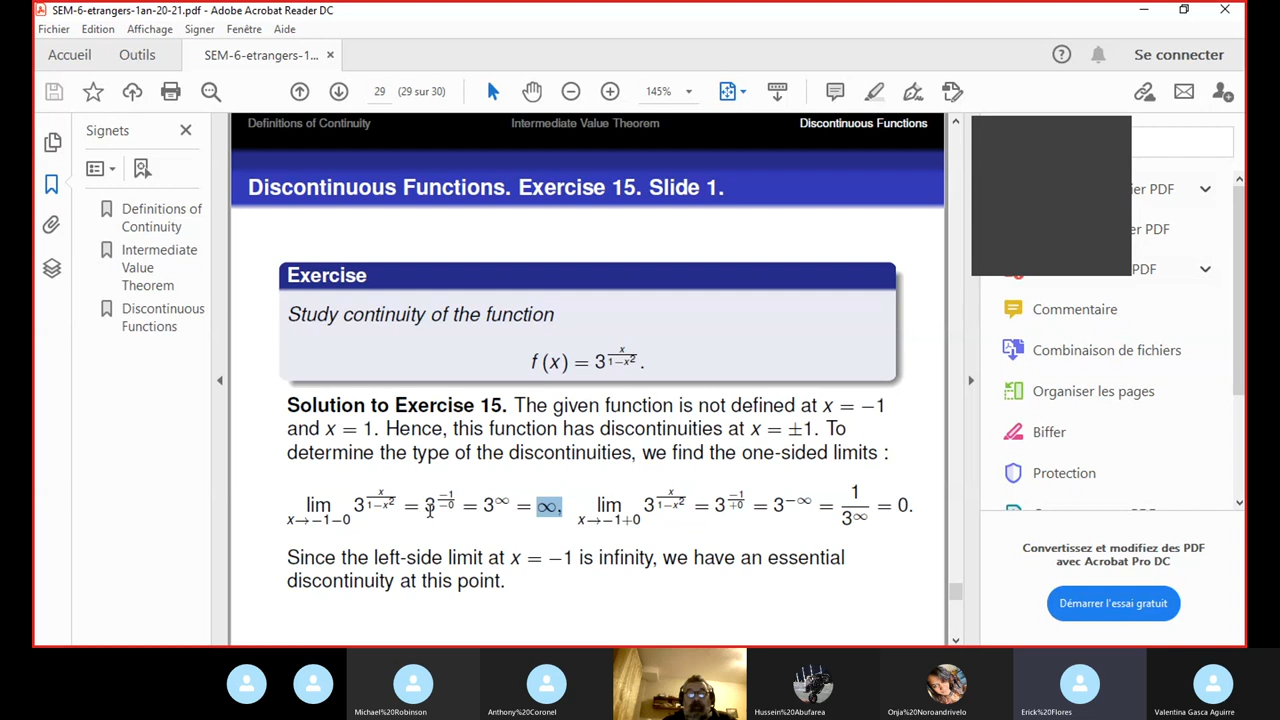 SEM-6-etrangers-1an-20-21.pdf - Adobe Acrobat Reader DC
Fichier Edition Affichage Signer Fenêtre Aide
Accueil Outils SEM-6-etrangers-1... × Se connecter
29 (29 sur 30) 145%
Signets
Definitions of Continuity
Intermediate Value Theorem
Discontinuous Functions
Definitions of Continuity Intermediate Value Theorem Discontinuous Functions
Discontinuous Functions. Exercise 15. Slide 1.
Exercise
Study continuity of the function
f (x) = 3^{x/(1−x²)}.
Solution to Exercise 15. The given function is not defined at x = −1
and x = 1. Hence, this function has discontinuities at x = ±1. To
determine the type of the discontinuities, we find the one-sided limits :
lim_{x→−1−0} 3^{x/(1−x²)} = 3^{−1/−0} = 3^∞ = ∞, lim_{x→−1+0} 3^{x/(1−x²)} = 3^{−1/+0} = 3^{−∞} = 1/3^∞ = 0.
Since the left-side limit at x = −1 is infinity, we have an essential
discontinuity at this point.
ier PDF
er PDF
PDF
Commentaire
Combinaison de fichiers
Organiser les pages
Biffer
Protection
Convertissez et modifiez des PDF
avec Acrobat Pro DC
Démarrer l'essai gratuit
Michael%20Robinson
Anthony%20Coronel
Hussein%20Abufarea
Onja%20Noroandrivelo
Erick%20Flores
Valentina Gasca Aguirre